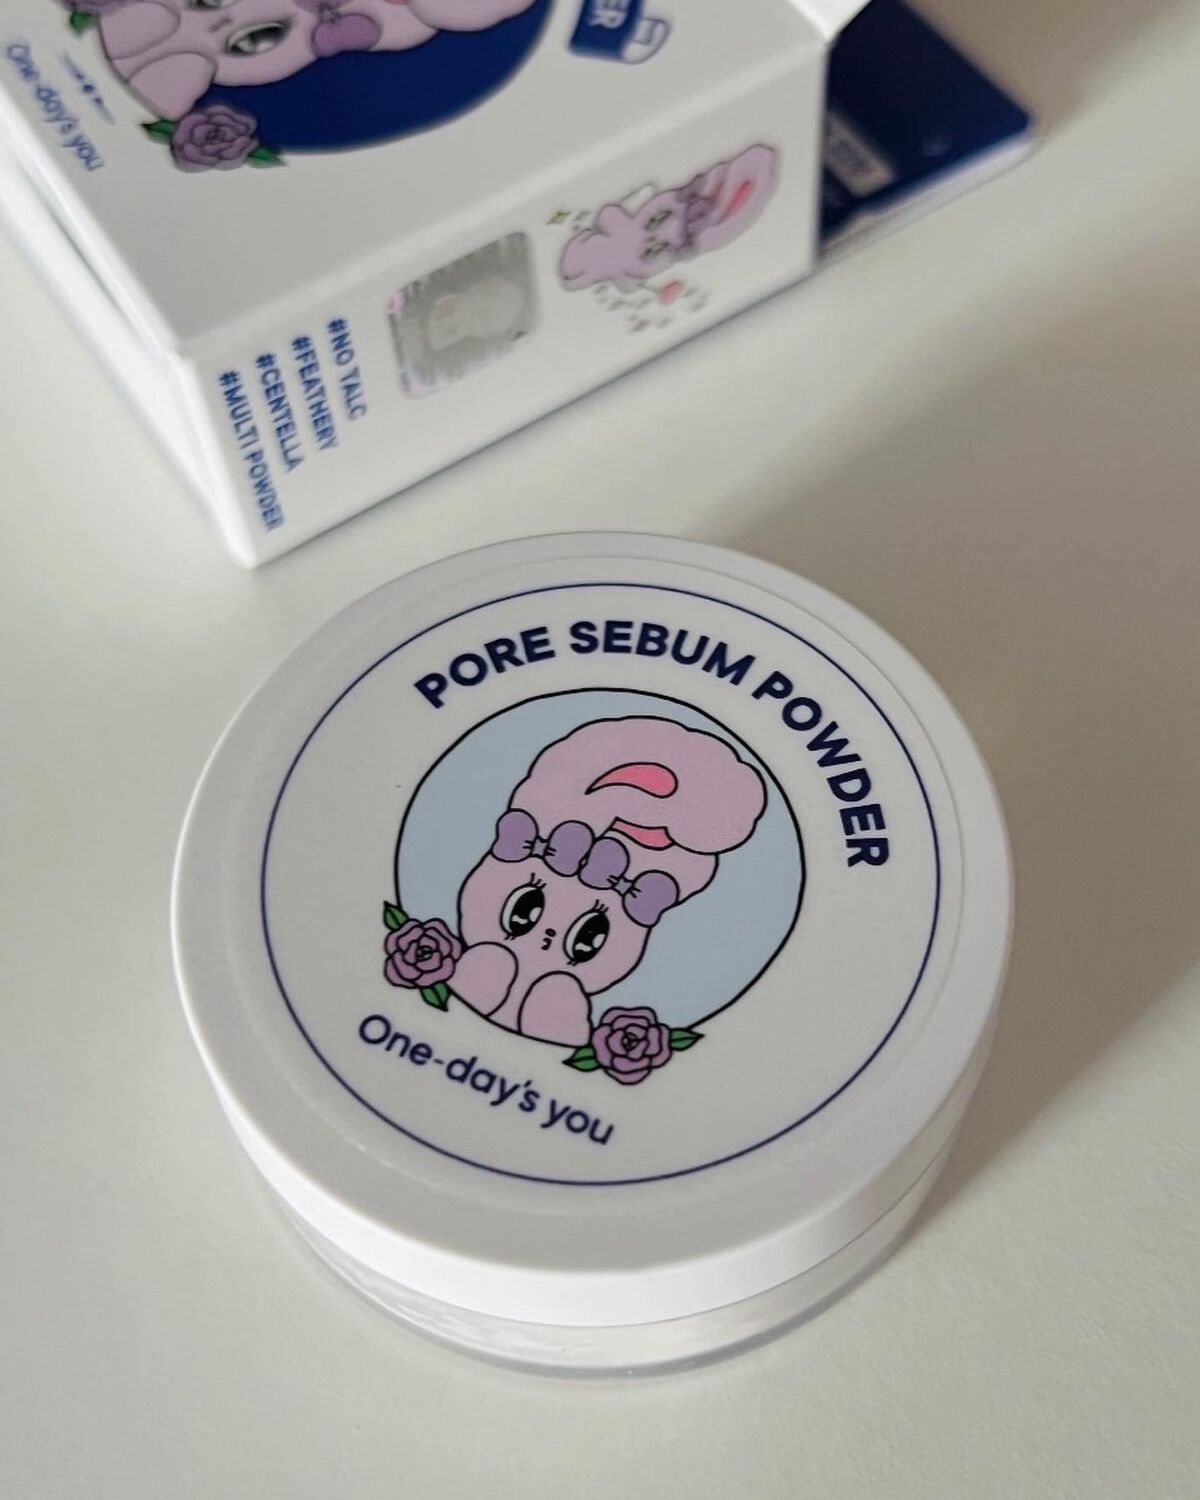 One-day's you
#NO TALC
#FEATHERY
#CENTELLA
#MULTI POWDER
PORE SEBUM POWDER
One-day's you